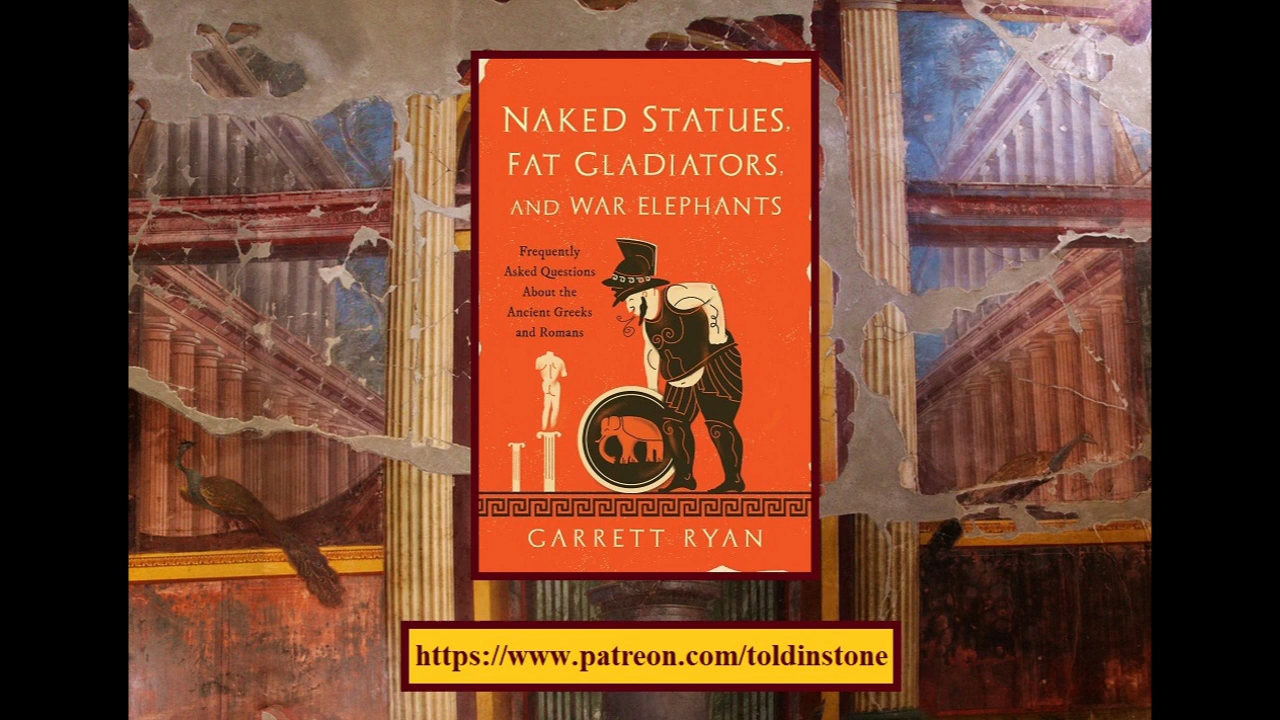 NAKED STATUES,
FAT GLADIATORS,
AND WAR ELEPHANTS
Frequently
Asked Questions
About the
Ancient Greeks
and Romans
GARRETT RYAN
https://www.patreon.com/toldinstone